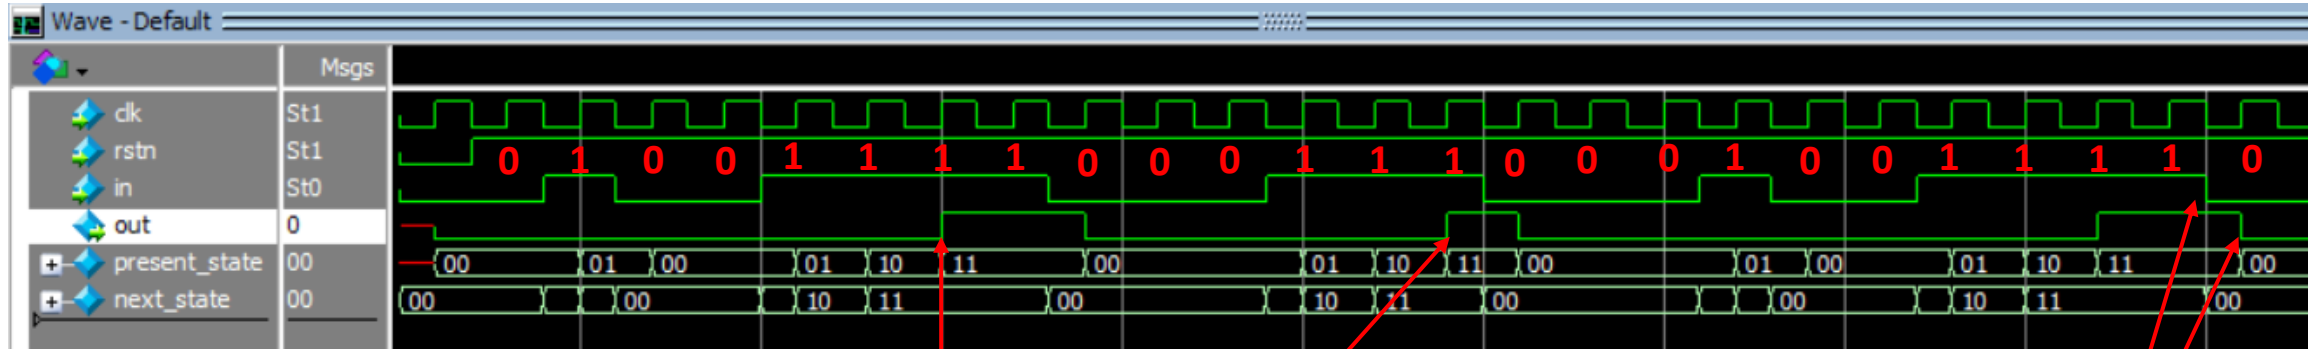 Wave - Default
Msgs
clk St1
rstn St1 0 1 0 0 1 1 1 1 0 0 0 1 1 1 0 0 0 1 0 0 1 1 1 1 0
in St0
out 0
present_state 00 00 01 00 01 10 11 00 01 10 11 00 01 00 01 10 11 00
next_state 00 00 00 10 11 00 10 11 00 00 10 11 00